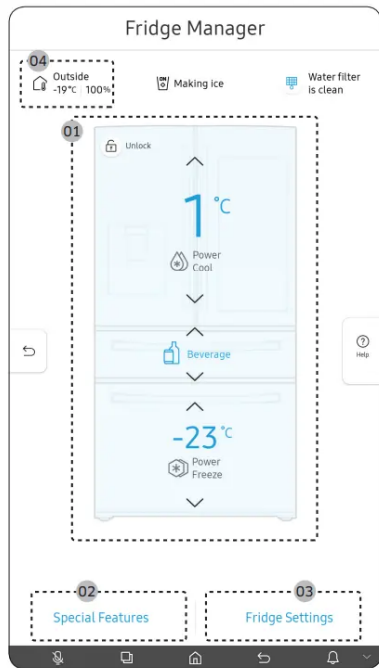 Fridge Manager
04
Outside
-19°C 100%
ON
Making ice
Water filter
is clean
01
Unlock
1°C
Power
Cool
Beverage
-23°C
Power
Freeze
Help
02
03
Special Features
Fridge Settings